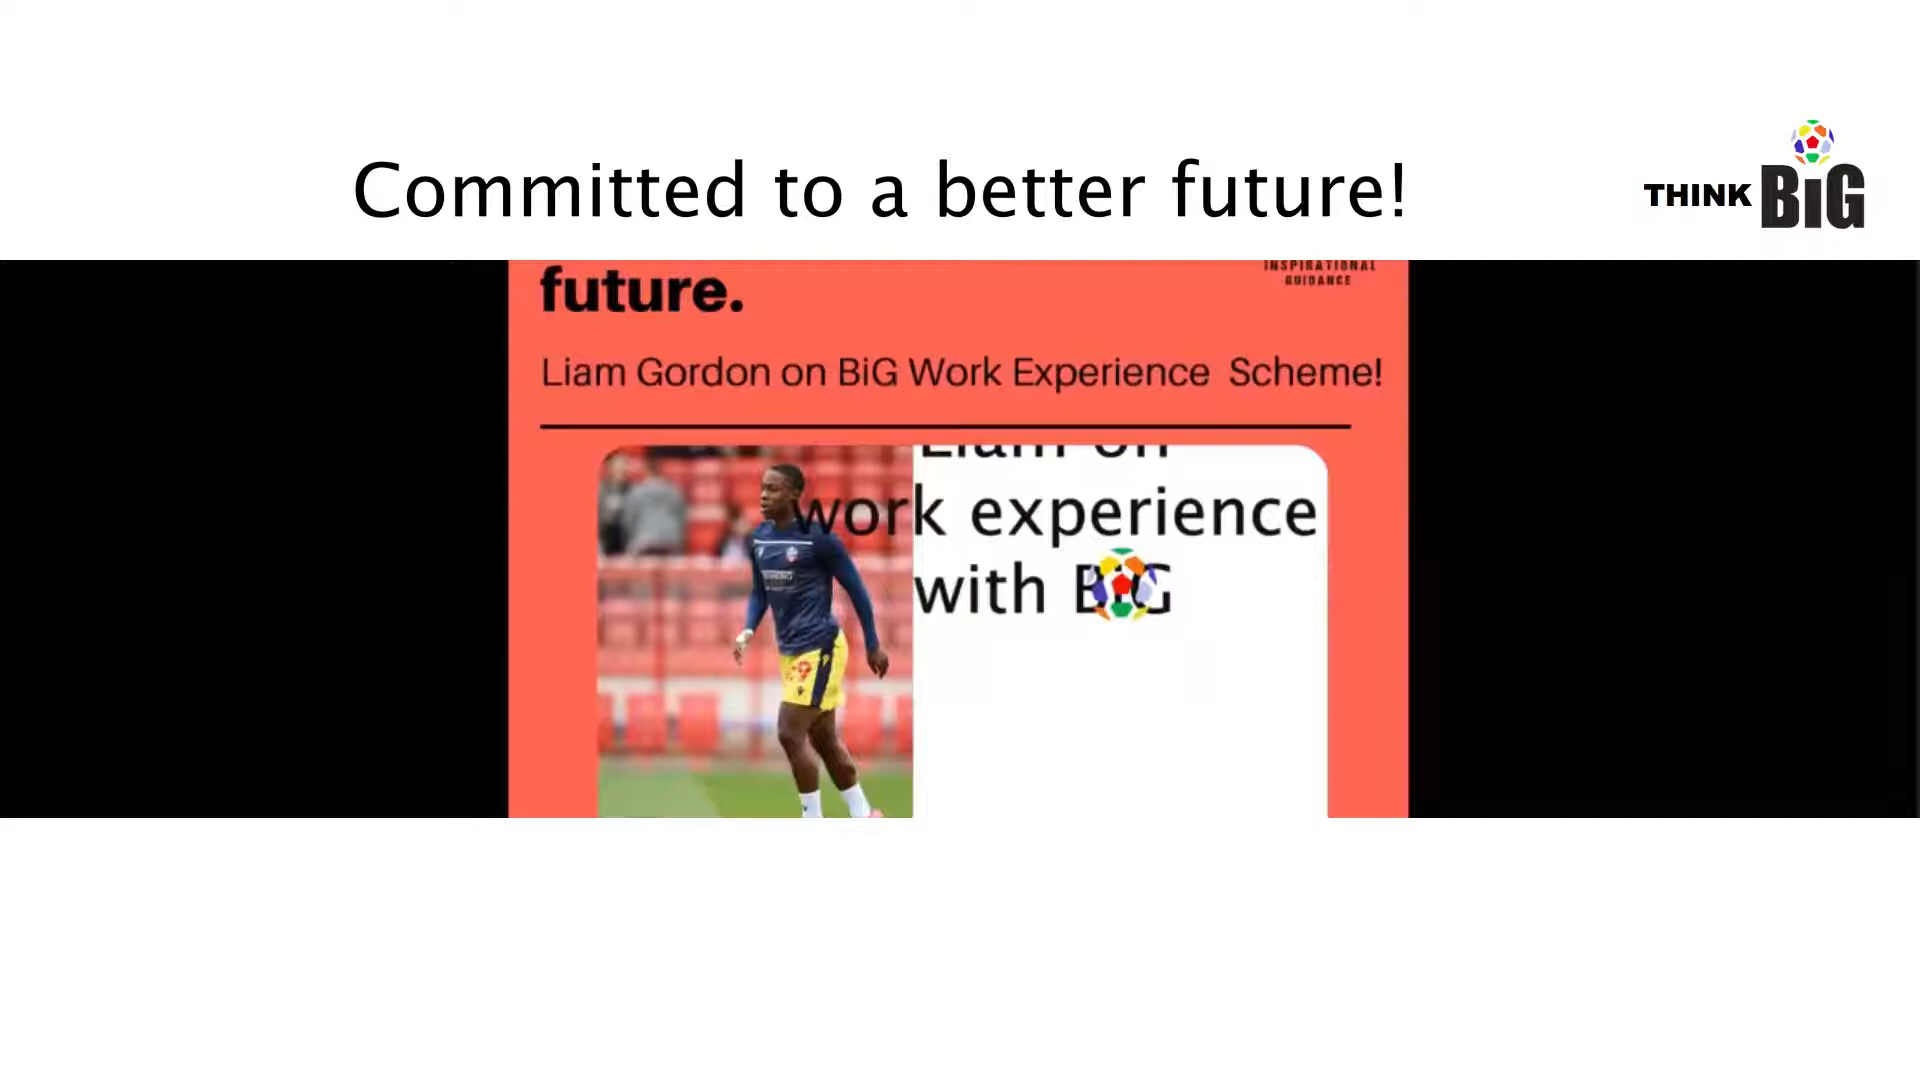 Committed to a better future!
THINK BiG
INSPIRATIONAL
GUIDANCE
future.
Liam Gordon on BiG Work Experience Scheme!
Liam on
work experience
with BiG